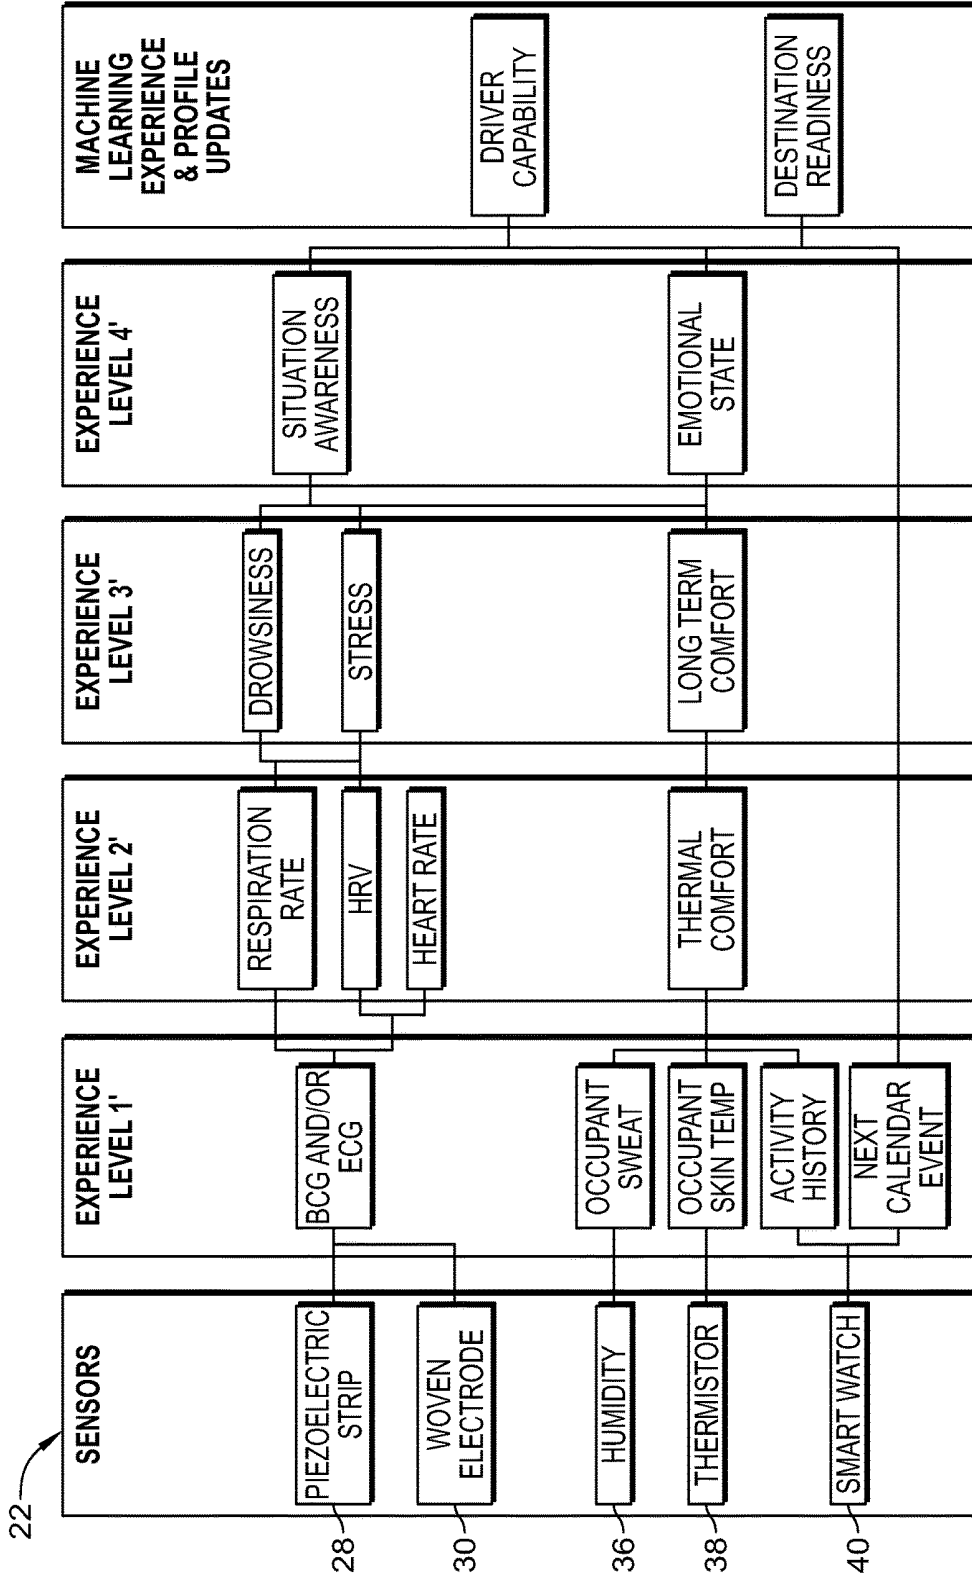 22
SENSORS
28
PIEZOELECTRIC
STRIP
30
WOVEN
ELECTRODE
36
HUMIDITY
38
THERMISTOR
40
SMART WATCH
EXPERIENCE
LEVEL 1'
BCG AND/OR
ECG
OCCUPANT
SWEAT
OCCUPANT
SKIN TEMP
ACTIVITY
HISTORY
NEXT
CALENDAR
EVENT
EXPERIENCE
LEVEL 2'
RESPIRATION
RATE
HRV
HEART RATE
THERMAL
COMFORT
EXPERIENCE
LEVEL 3'
DROWSINESS
STRESS
LONG TERM
COMFORT
EXPERIENCE
LEVEL 4'
SITUATION
AWARENESS
EMOTIONAL
STATE
MACHINE
LEARNING
EXPERIENCE
& PROFILE
UPDATES
DRIVER
CAPABILITY
DESTINATION
READINESS